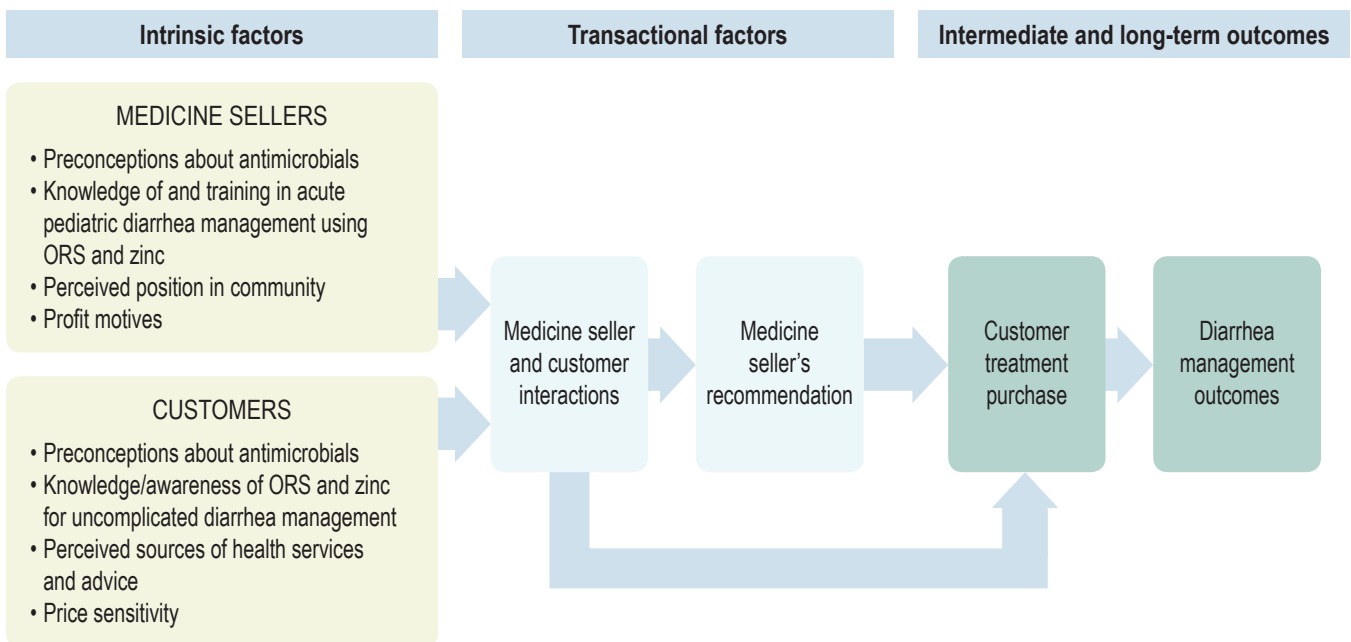 Intrinsic factors
Transactional factors
Intermediate and long-term outcomes
MEDICINE SELLERS
• Preconceptions about antimicrobials
• Knowledge of and training in acute
pediatric diarrhea management using
ORS and zinc
• Perceived position in community
• Profit motives
CUSTOMERS
• Preconceptions about antimicrobials
• Knowledge/awareness of ORS and zinc
for uncomplicated diarrhea management
• Perceived sources of health services
and advice
• Price sensitivity
Medicine seller
and customer
interactions
Medicine
seller's
recommendation
Customer
treatment
purchase
Diarrhea
management
outcomes